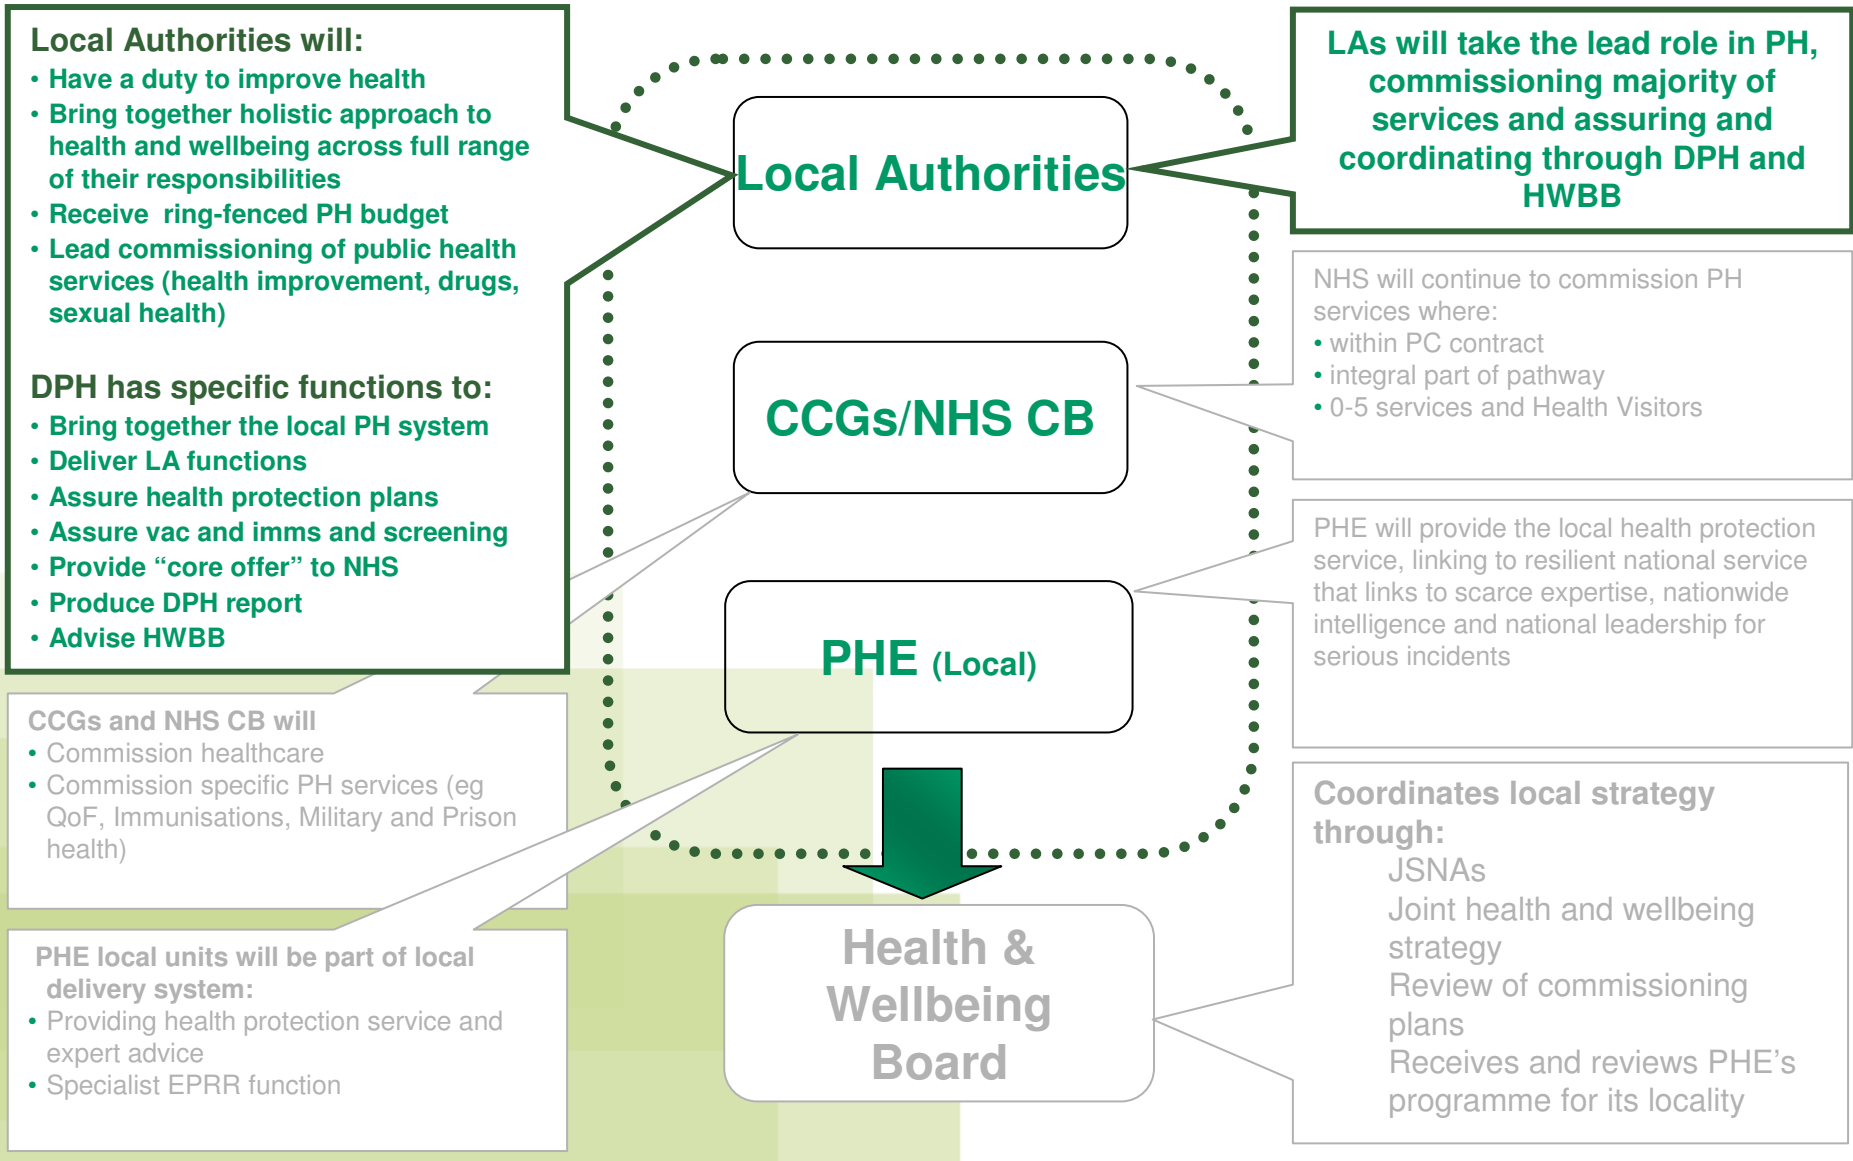 Local Authorities will:
• Have a duty to improve health
• Bring together holistic approach to
health and wellbeing across full range
of their responsibilities
• Receive ring-fenced PH budget
• Lead commissioning of public health
services (health improvement, drugs,
sexual health)
DPH has specific functions to:
• Bring together the local PH system
• Deliver LA functions
• Assure health protection plans
• Assure vac and imms and screening
• Provide “core offer” to NHS
• Produce DPH report
• Advise HWBB
CCGs and NHS CB will
• Commission healthcare
• Commission specific PH services (eg
QoF, Immunisations, Military and Prison
health)
PHE local units will be part of local
delivery system:
• Providing health protection service and
expert advice
• Specialist EPRR function
Local Authorities
CCGs/NHS CB
PHE (Local)
Health &
Wellbeing
Board
LAs will take the lead role in PH,
commissioning majority of
services and assuring and
coordinating through DPH and
HWBB
NHS will continue to commission PH
services where:
• within PC contract
• integral part of pathway
• 0-5 services and Health Visitors
PHE will provide the local health protection
service, linking to resilient national service
that links to scarce expertise, nationwide
intelligence and national leadership for
serious incidents
Coordinates local strategy
through:
JSNAs
Joint health and wellbeing
strategy
Review of commissioning
plans
Receives and reviews PHE’s
programme for its locality